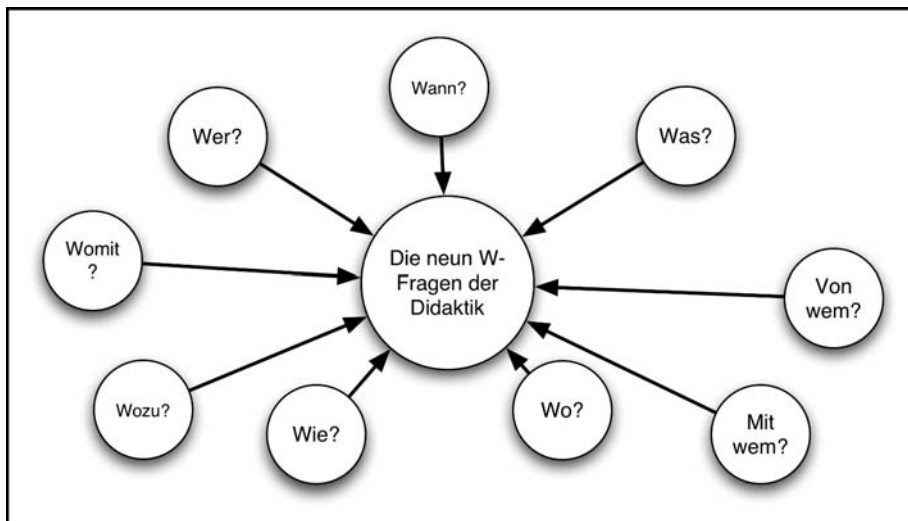 Wann?
Wer?
Was?
Womit
?
Die neun W-
Fragen der
Didaktik
Von
wem?
Wozu?
Wie?
Wo?
Mit
wem?